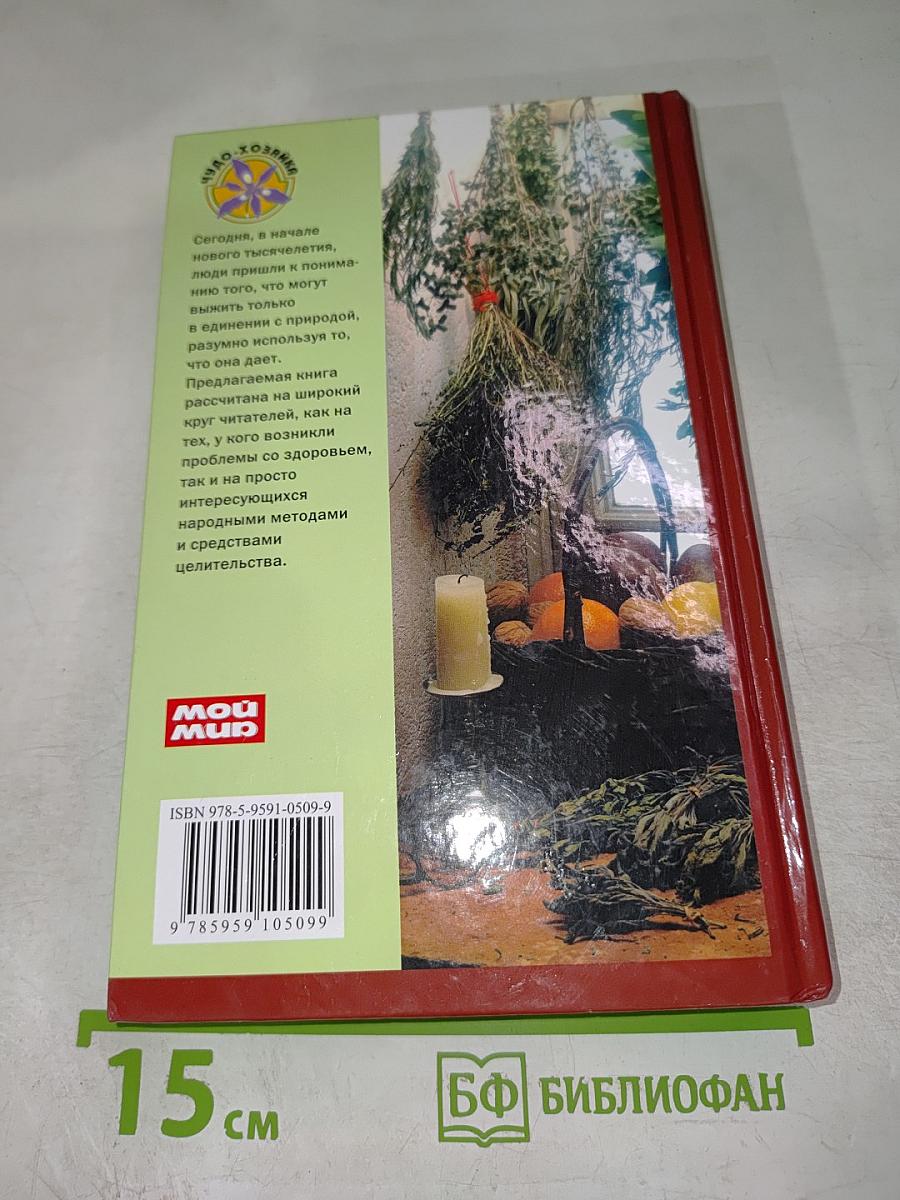 ЧУДО-ХОЗЯЙКА
Сегодня, в начале
нового тысячелетия,
люди пришли к понима-
нию того, что могут
выжить только
в единении с природой,
разумно используя то,
что она дает.
Предлагаемая книга
рассчитана на широкий
круг читателей, как на
тех, у кого возникли
проблемы со здоровьем,
так и на просто
интересующихся
народными методами
и средствами
целительства.
мой
мир
ISBN 978-5-9591-0509-9
9 785959 105099
15 см
БФ БИБЛИОФАН